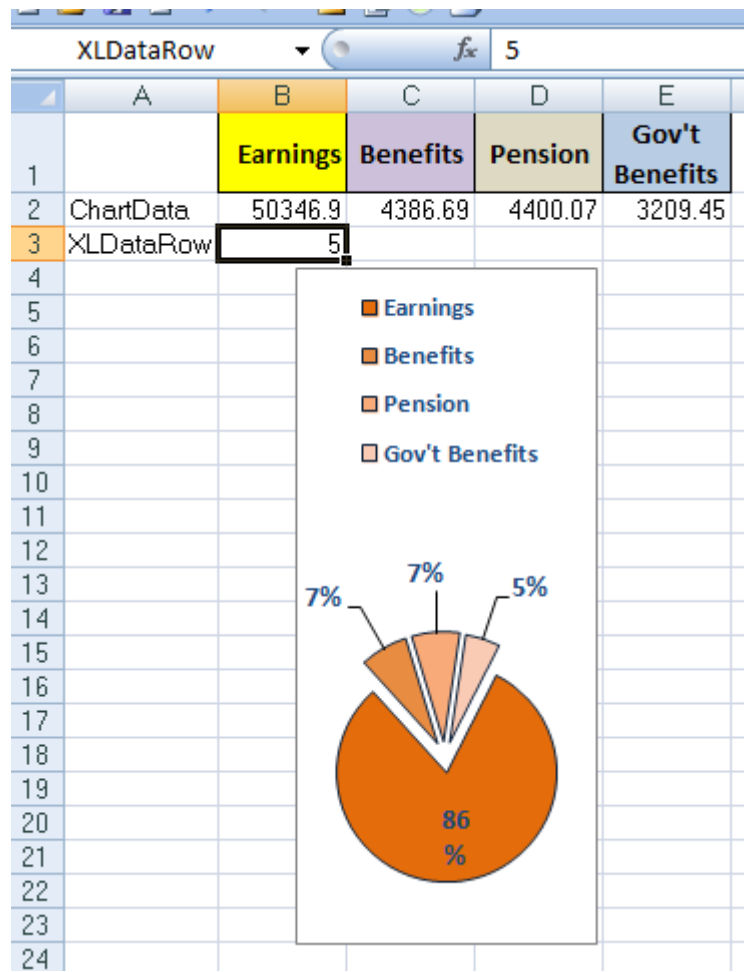 XLDataRow fx 5
A B C D E
1 Earnings Benefits Pension Gov't Benefits
2 ChartData 50346.9 4386.69 4400.07 3209.45
3 XLDataRow 5
4
5 Earnings
6 Benefits
7
8 Pension
9 Gov't Benefits
10
11
12
13 7% 7% 5%
14
15
16
17
18
19
20 86
21 %
22
23
24